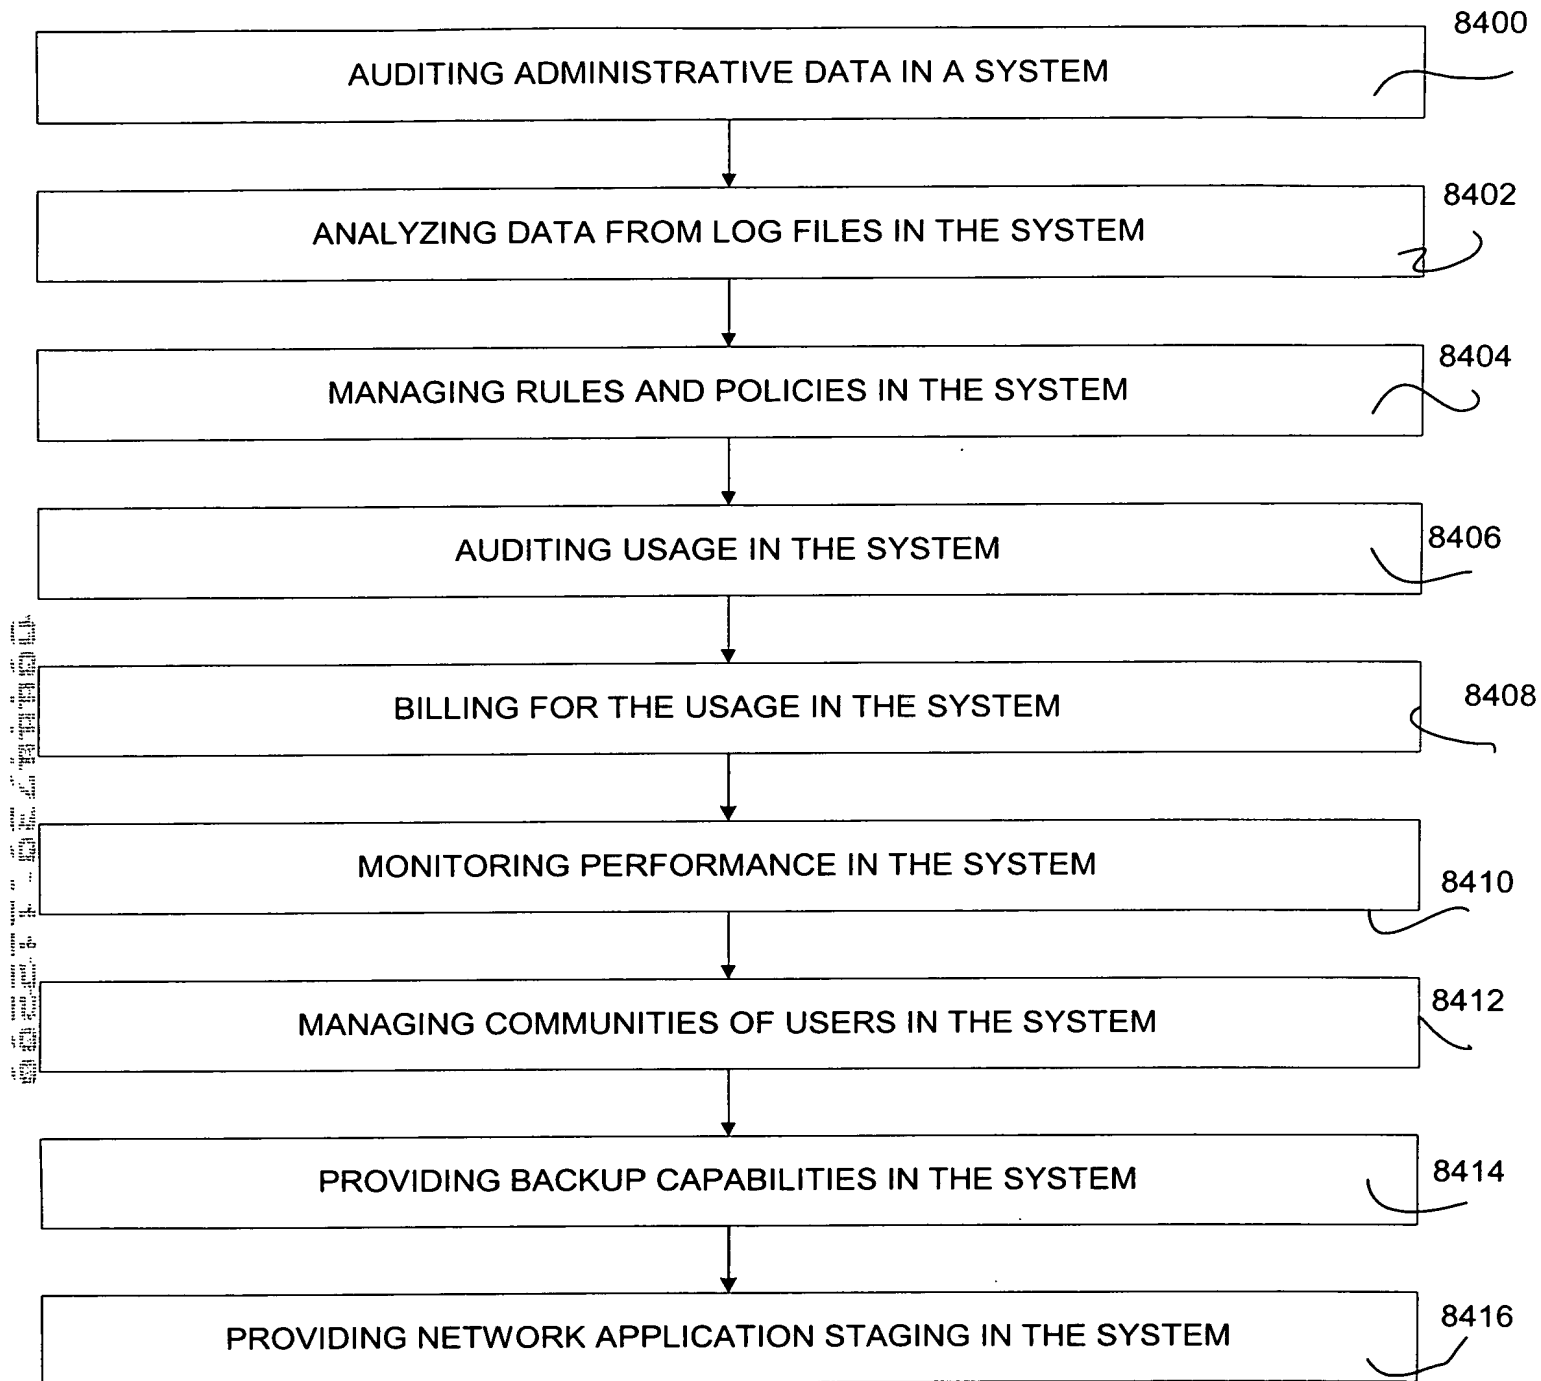 8400
AUDITING ADMINISTRATIVE DATA IN A SYSTEM
8402
ANALYZING DATA FROM LOG FILES IN THE SYSTEM
8404
MANAGING RULES AND POLICIES IN THE SYSTEM
8406
AUDITING USAGE IN THE SYSTEM
8408
BILLING FOR THE USAGE IN THE SYSTEM
MONITORING PERFORMANCE IN THE SYSTEM
8410
8412
MANAGING COMMUNITIES OF USERS IN THE SYSTEM
8414
PROVIDING BACKUP CAPABILITIES IN THE SYSTEM
8416
PROVIDING NETWORK APPLICATION STAGING IN THE SYSTEM